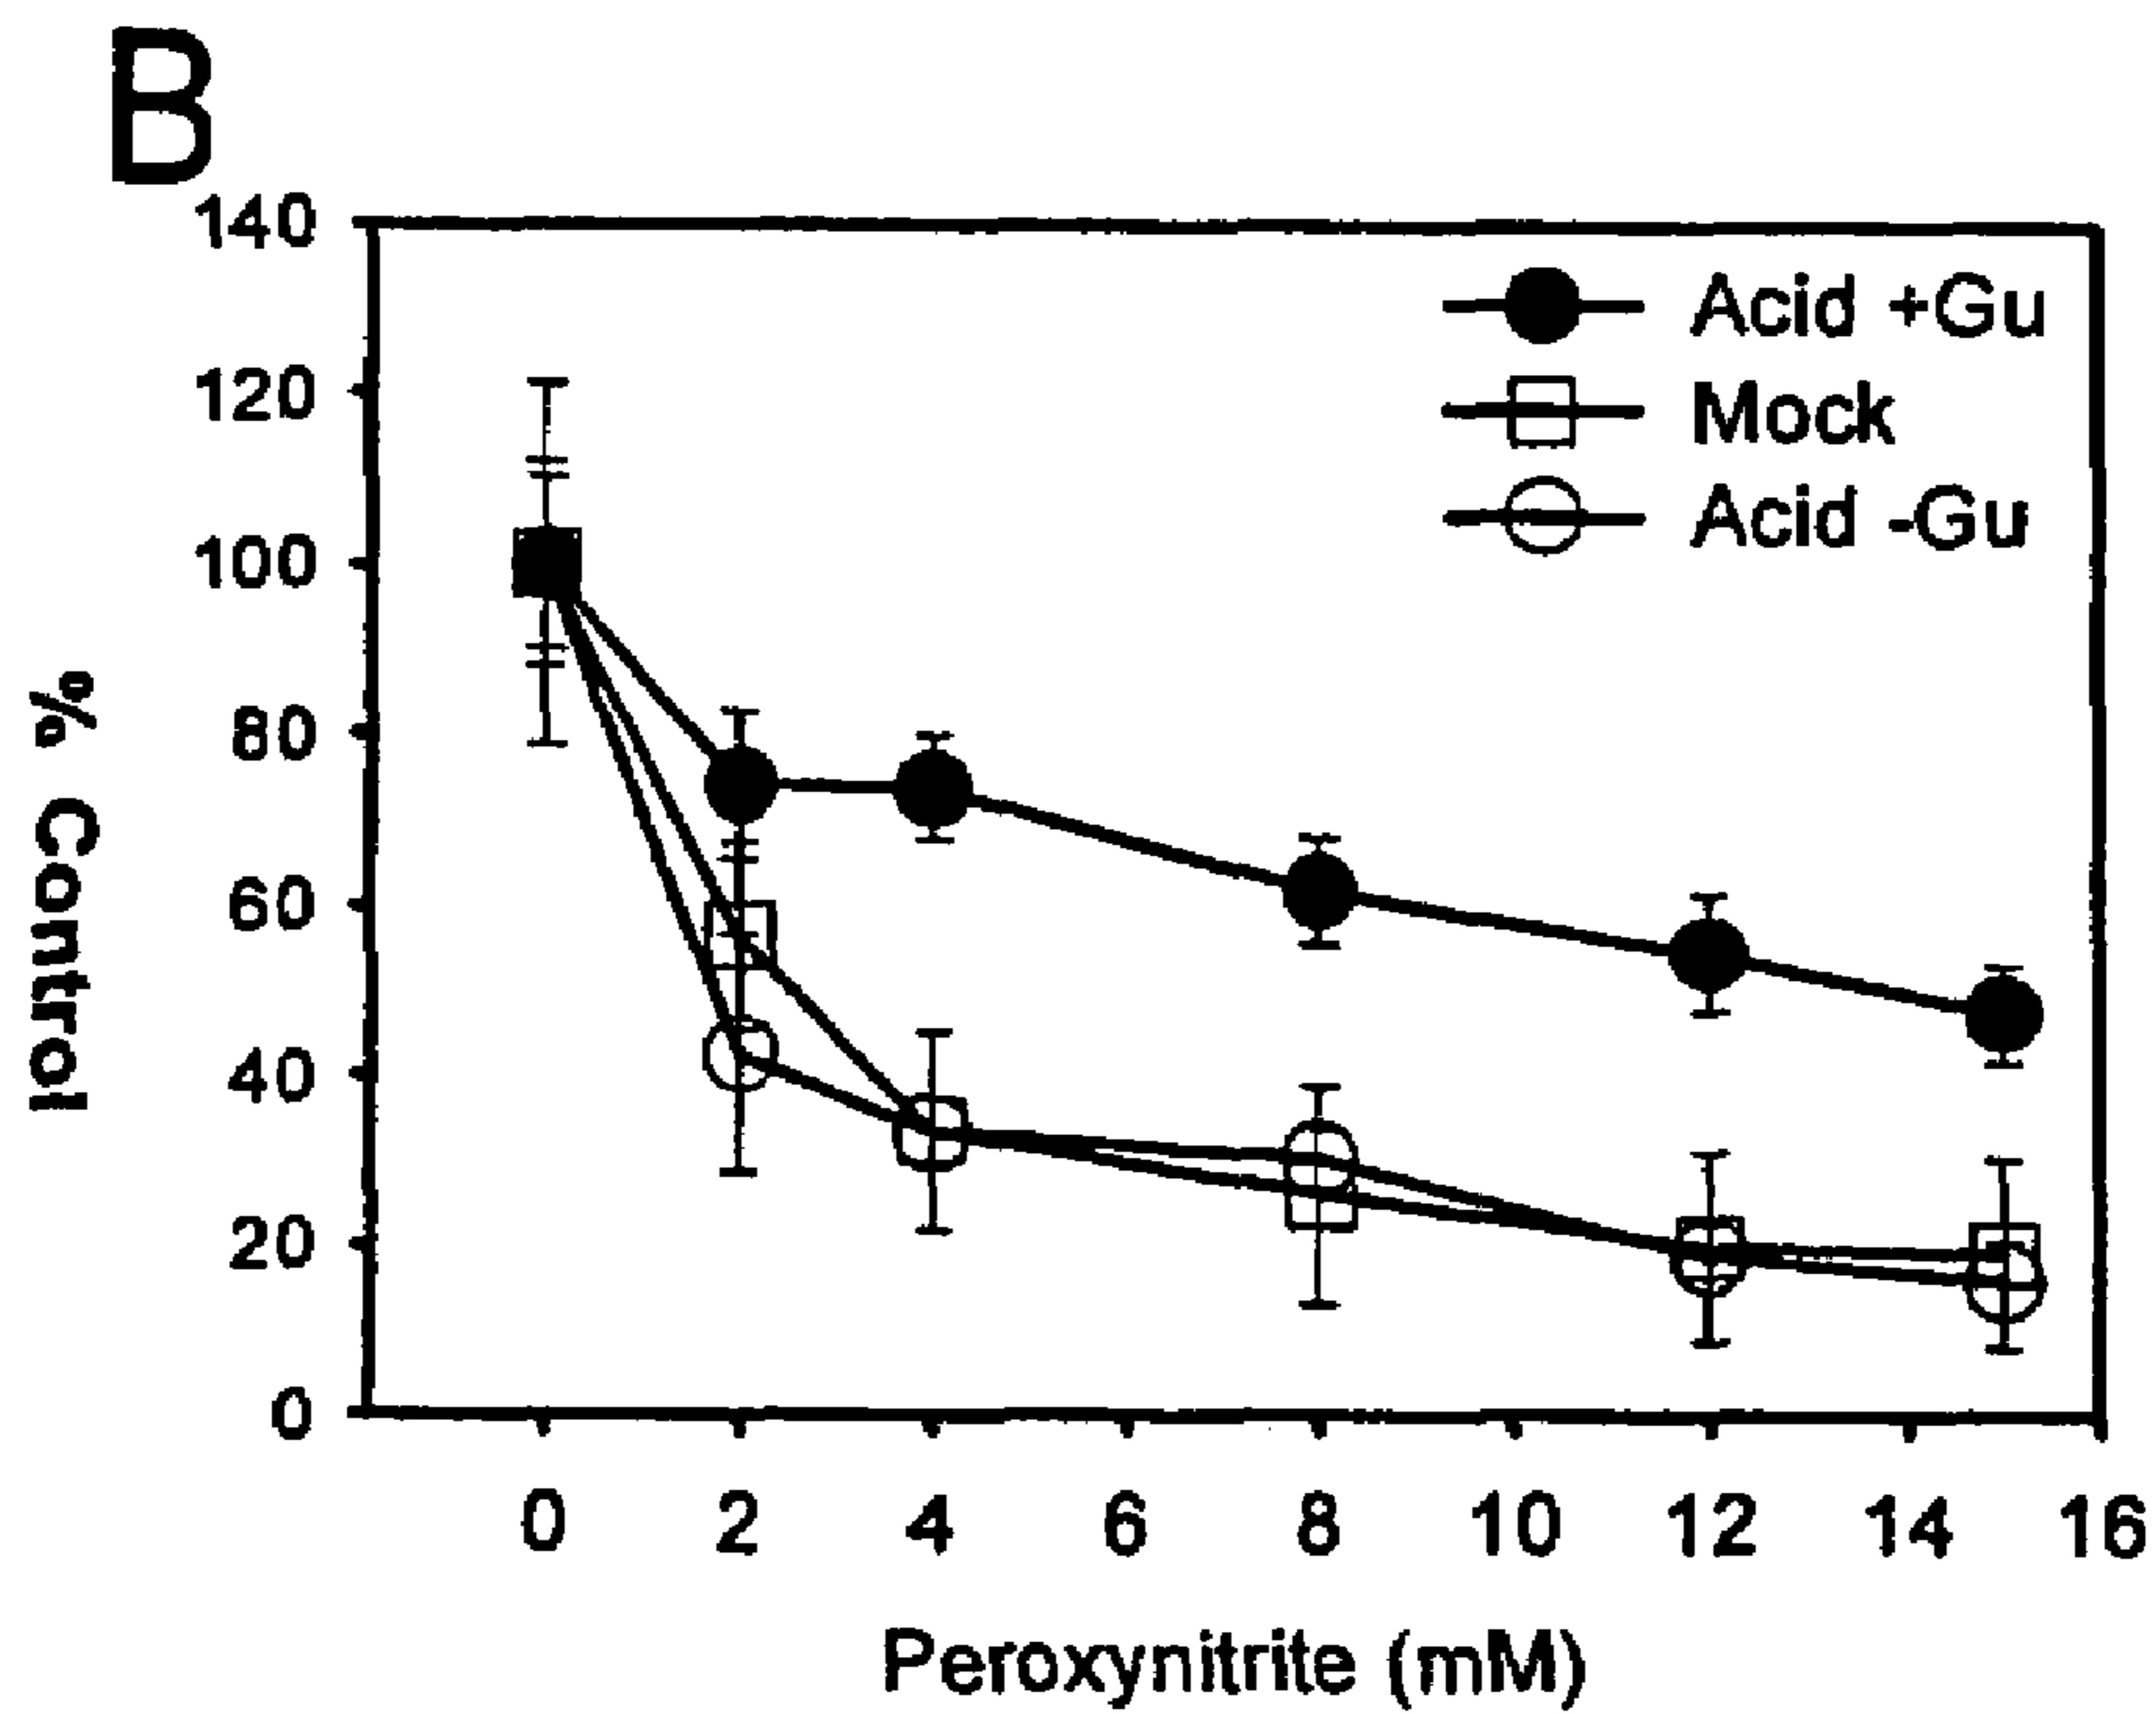 B
140
120
100
80
60
40
20
0
% Control
Acid +Gu
Mock
Acid -Gu
0 2 4 6 8 10 12 14 16
Peroxynitrite (mM)